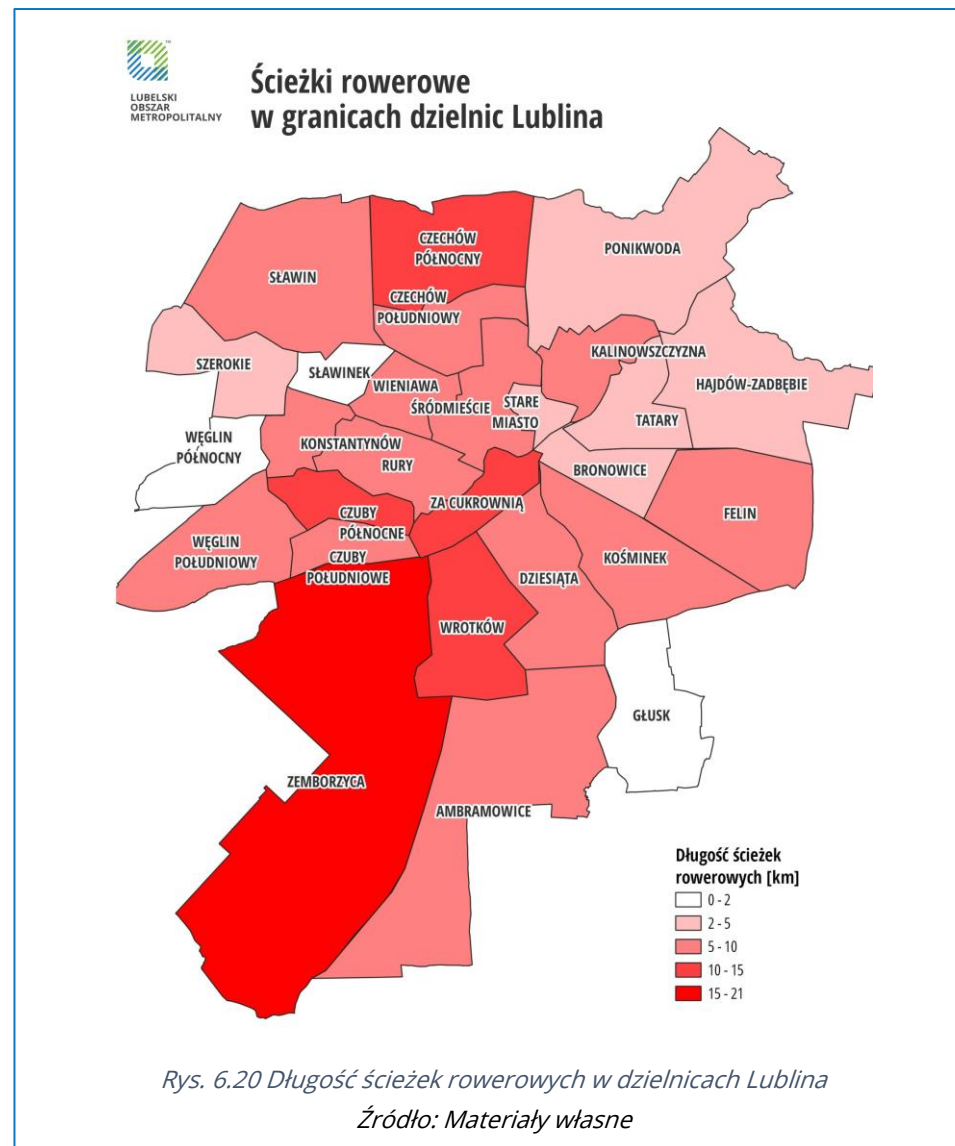 LUBELSKI
OBSZAR
METROPOLITALNY
Ścieżki rowerowe
w granicach dzielnic Lublina
PONIKWODA
CZECHÓW
PÓŁNOCNY
SŁAWIN
CZECHÓW
POŁUDNIOWY
KALINOWSZCZYZNA
SZEROKIE
SŁAWINEK
WIENIAWA
HAJDÓW-ZADĘBIE
ŚRÓDMIEŚCIE
STARE
MIASTO
TATARY
WĘGLIN
PÓŁNOCNY
KONSTANTYNÓW
RURY
BRONOWICE
ZA CUKROWNIĄ
CZUBY
PÓŁNOCNE
FELIN
WĘGLIN
POŁUDNIOWY
CZUBY
POŁUDNIOWE
KOŚMINEK
DZIESIĄTA
WROTKÓW
GŁUSK
ZEMBORZYCA
AMBRAMOWICE
Długość ścieżek
rowerowych [km]
0 - 2
2 - 5
5 - 10
10 - 15
15 - 21
Rys. 6.20 Długość ścieżek rowerowych w dzielnicach Lublina
Źródło: Materiały własne